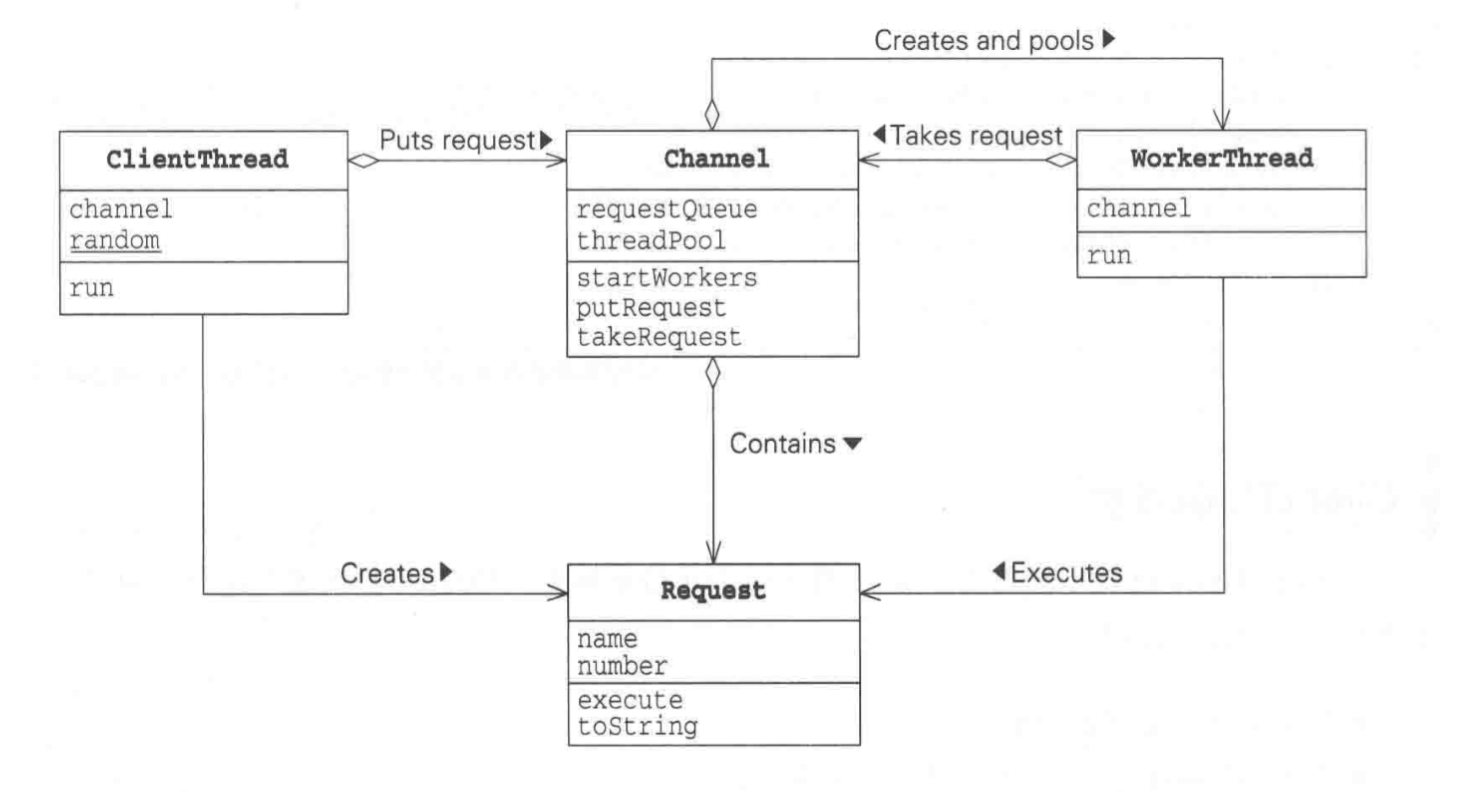 Creates and pools ▶
Puts request▶
◀Takes request
ClientThread
channel
random
run
Channel
requestQueue
threadPool
startWorkers
putRequest
takeRequest
WorkerThread
channel
run
Contains ▼
Creates▶
◀Executes
Request
name
number
execute
toString